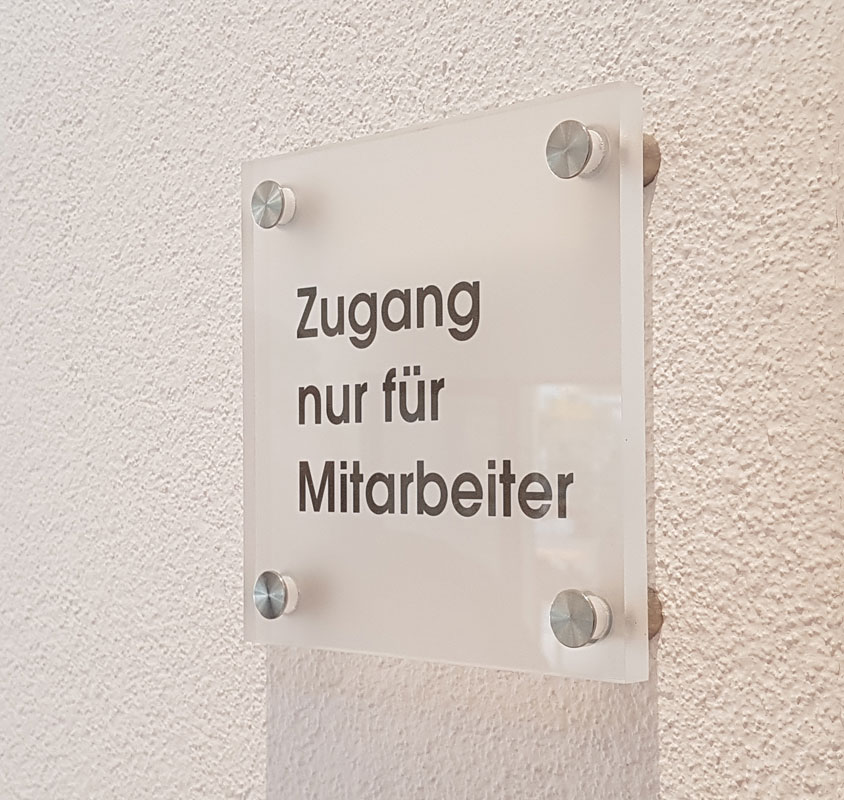 Zugang
nur für
Mitarbeiter